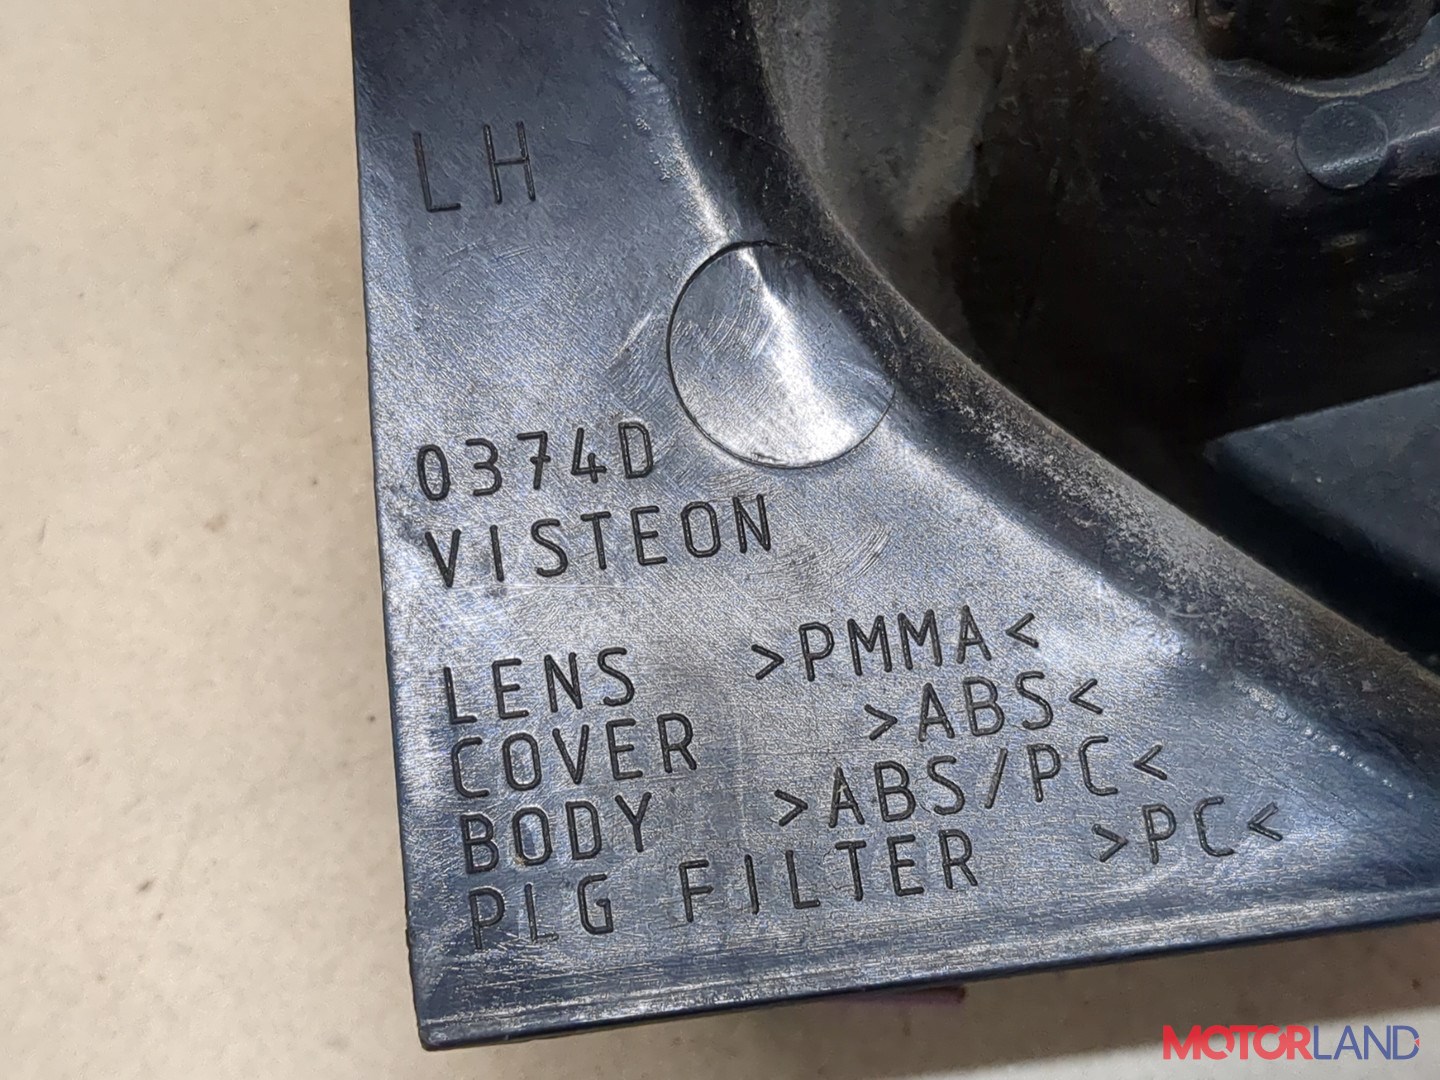 LH
0374D
VISTEON
LENS >PMMA<
COVER >ABS<
BODY >ABS/PC<
PLG FILTER >PC<
MOTORLAND